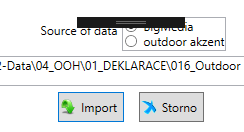 Source of data
bigMedia
outdoor akzent
2-Data\04_OOH\01_DEKLARACE\016_Outdoor
Import
Storno